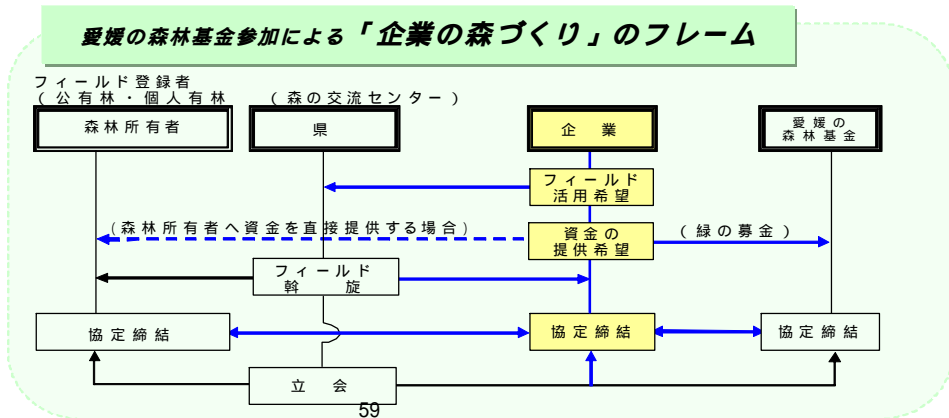 愛媛の森林基金参加による「企業の森づくり」のフレーム
フィールド登録者
(公有林・個人有林
(森の交流センター)
森林所有者
県
企 業
愛媛の
森林基金
フィールド
活用希望
(森林所有者へ資金を直接提供する場合)
資金の
提供希望
(緑の募金)
フィールド
斡 旋
協定締結
協定締結
協定締結
立 会
59